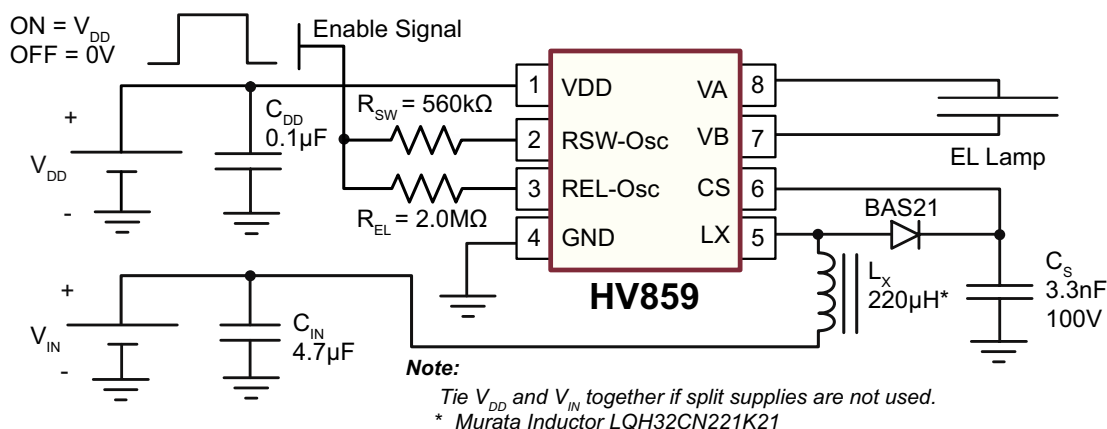 ON = VDD
OFF = 0V
Enable Signal
RSW = 560kΩ
CDD
0.1µF
+
VDD
-
REL = 2.0MΩ
1 VDD
2 RSW-Osc
3 REL-Osc
4 GND
VA 8
VB 7
CS 6
LX 5
HV859
EL Lamp
BAS21
LX
220µH*
CS
3.3nF
100V
+
VIN
-
CIN
4.7µF
Note:
Tie VDD and VIN together if split supplies are not used.
* Murata Inductor LQH32CN221K21